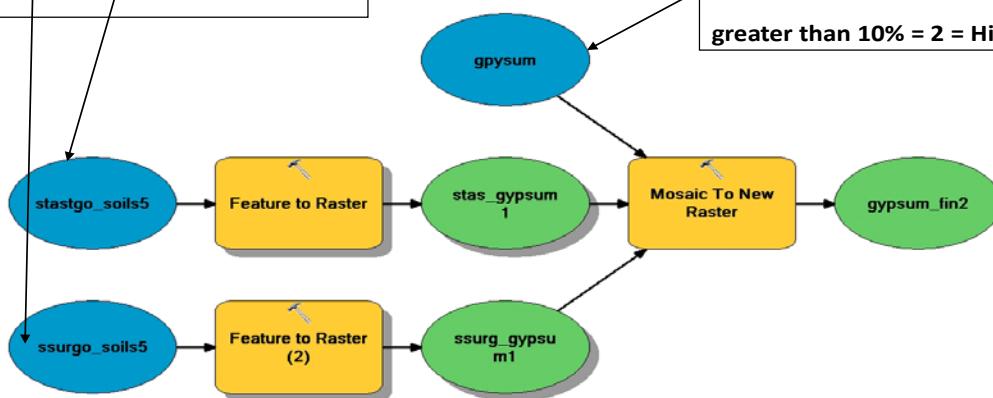 gpysum
greater than 10% = 2 = Hi
stastgo_soils5
Feature to Raster
stas_gypsum
1
Mosaic To New
Raster
gypsum_fin2
ssurgo_soils5
Feature to Raster
(2)
ssurg_gypsu
m1